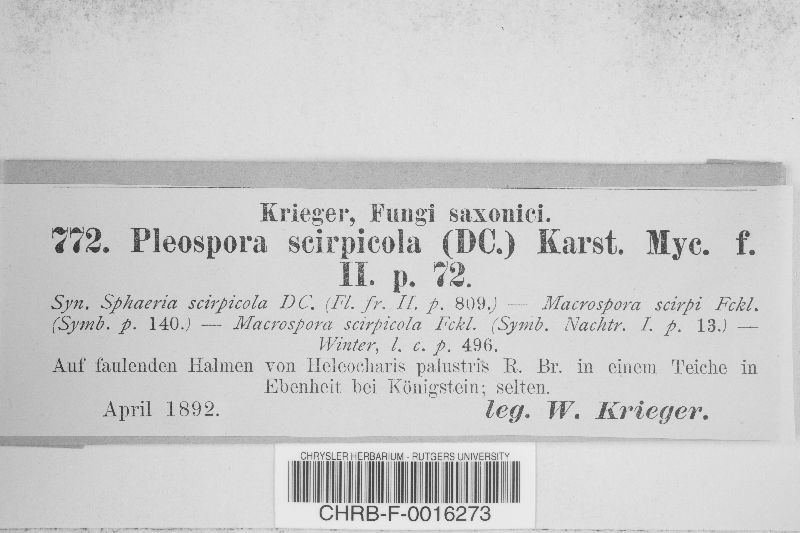 Krieger, Fungi saxonici.
772. Pleospora scirpicola (DC.) Karst. Myc. f.
II. p. 72.
Syn. Sphaeria scirpicola DC. (Fl. fr. II. p. 809.) — Macrospora scirpi Fckl.
(Symb. p. 140.) — Macrospora scirpicola Fckl. (Symb. Nachtr. I. p. 13.) —
Winter, l. c. p. 496.
Auf faulenden Halmen von Heleocharis palustris R. Br. in einem Teiche in
Ebenheit bei Königstein; selten.
April 1892. leg. W. Krieger.
CHRYSLER HERBARIUM - RUTGERS UNIVERSITY
CHRB-F-0016273